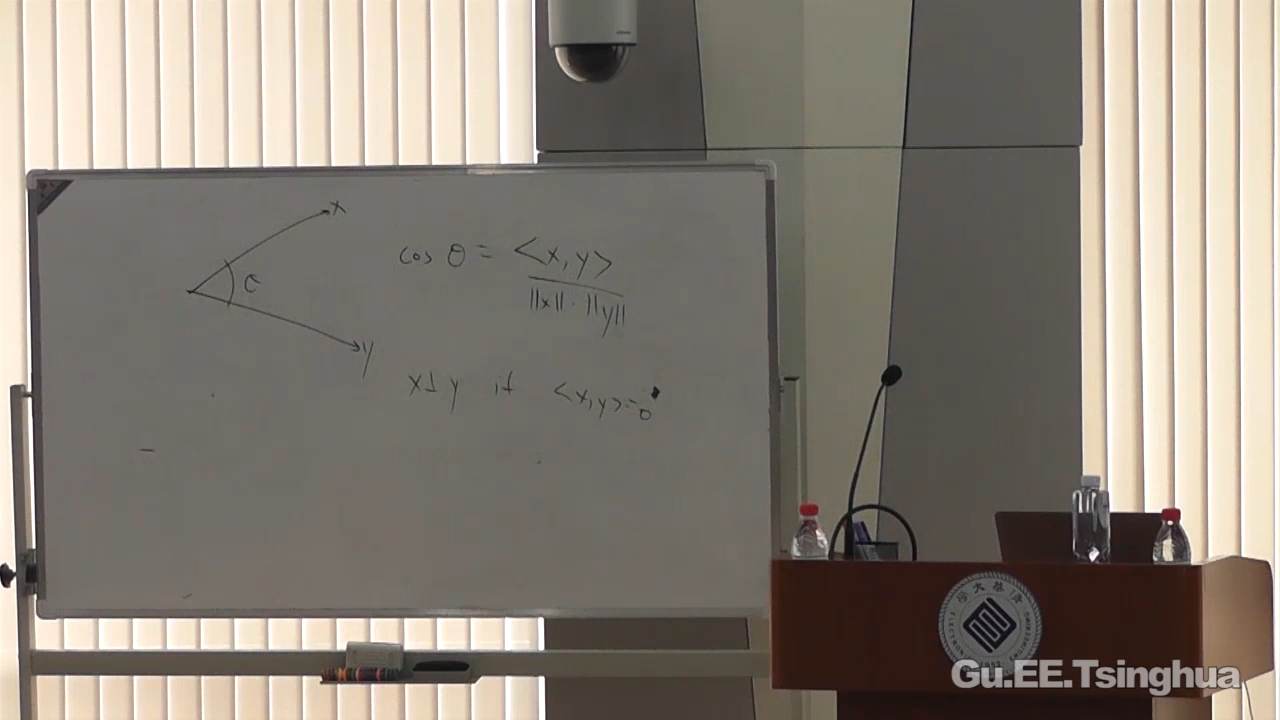 x
cos θ = <x, y>
||x|| · ||y||
θ
y
x⊥y if <x,y>=0
Gu.EE.Tsinghua